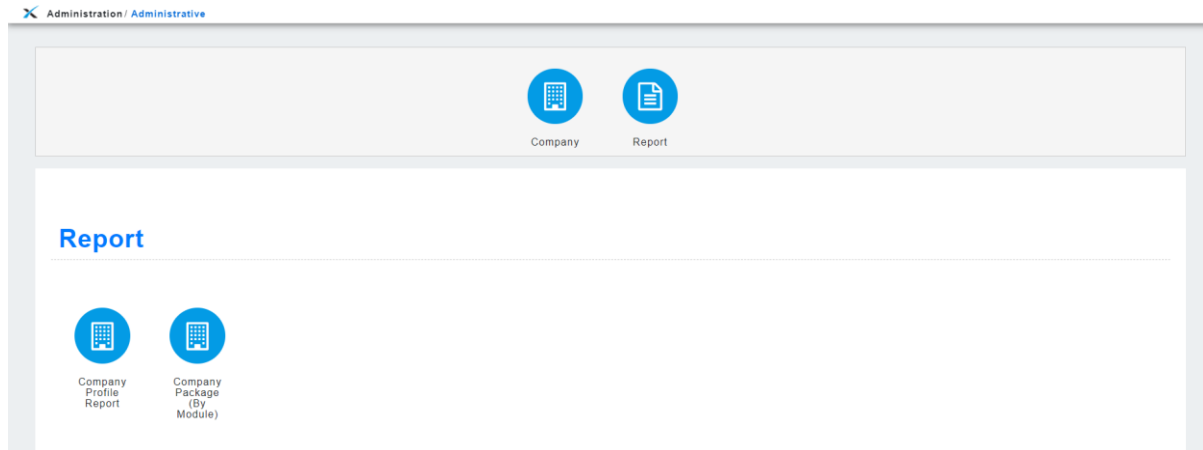 Administration/ Administrative
Company
Report
Report
Company
Profile
Report
Company
Package
(By
Module)